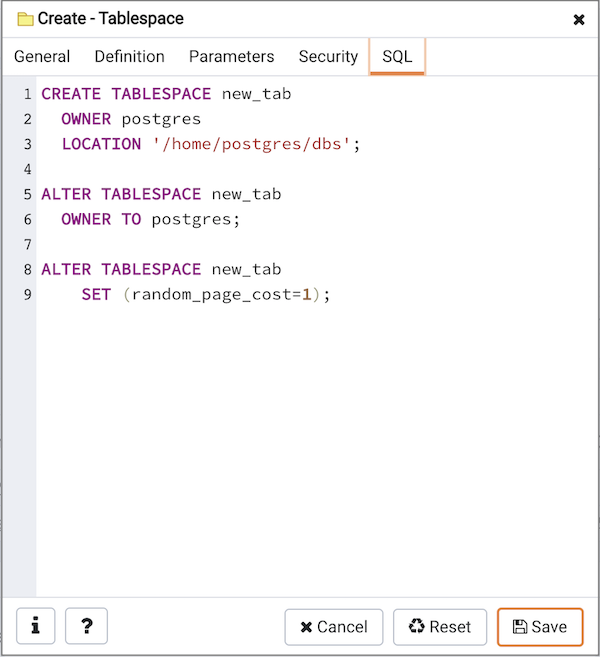 Create - Tablespace
General Definition Parameters Security SQL
1 CREATE TABLESPACE new_tab
2 OWNER postgres
3 LOCATION '/home/postgres/dbs';
4
5 ALTER TABLESPACE new_tab
6 OWNER TO postgres;
7
8 ALTER TABLESPACE new_tab
9 SET (random_page_cost=1);
i ? Cancel Reset Save